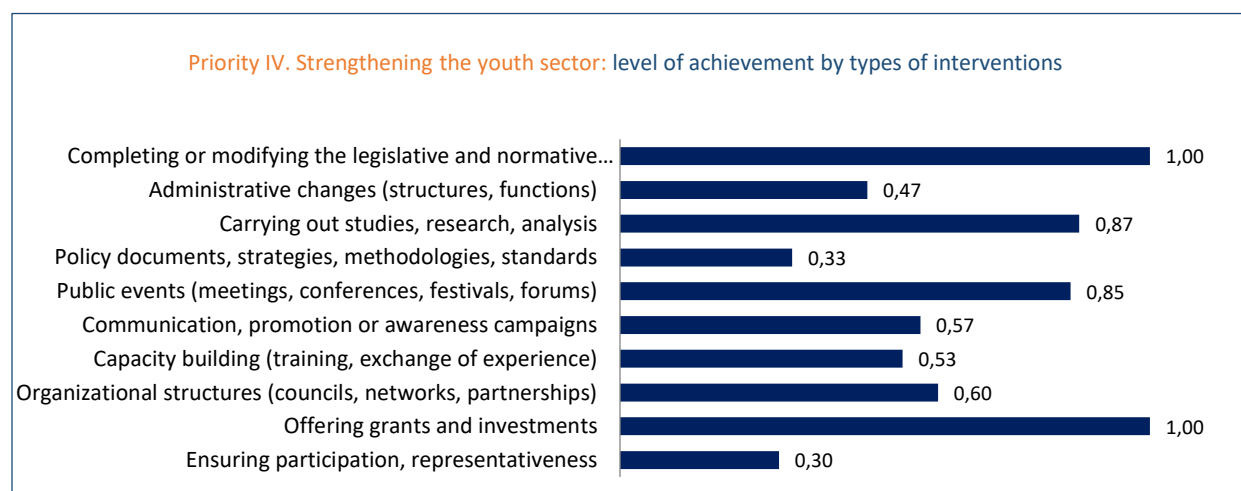 Priority IV. Strengthening the youth sector: level of achievement by types of interventions
Completing or modifying the legislative and normative... 1,00
Administrative changes (structures, functions) 0,47
Carrying out studies, research, analysis 0,87
Policy documents, strategies, methodologies, standards 0,33
Public events (meetings, conferences, festivals, forums) 0,85
Communication, promotion or awareness campaigns 0,57
Capacity building (training, exchange of experience) 0,53
Organizational structures (councils, networks, partnerships) 0,60
Offering grants and investments 1,00
Ensuring participation, representativeness 0,30